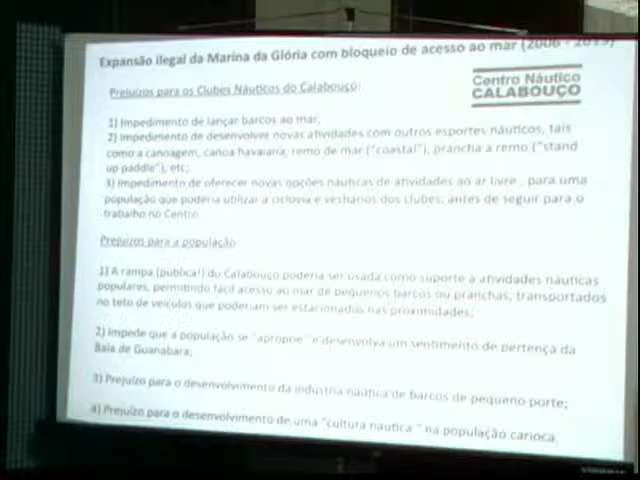 Expansão ilegal da Marina da Glória com bloqueio de acesso ao mar (2006 - 2015)
Prejuízos para os Clubes Náuticos do Calabouço:
Centro Náutico
CALABOUÇO
1) Impedimento de lançar barcos ao mar;
2) Impedimento de desenvolver novas atividades com outros esportes náuticos, tais
como a canoagem, canoa havaiana, remo de mar ("coastal"), prancha a remo ("stand
up paddle"), etc;
3) Impedimento de oferecer novas opções náuticas de atividades ao ar livre , para uma
população que poderia utilizar a ciclovia e vestiários dos clubes, antes de seguir para o
trabalho no Centro
Prejuízos para a população
1) A rampa (pública!) do Calabouço poderia ser usada como suporte a atividades náuticas
populares, permitindo fácil acesso ao mar de pequenos barcos ou pranchas, transportados
no teto de veículos que poderiam ser estacionados nas proximidades;
2) Impede que a população se "aproprie" e desenvolva um sentimento de pertença da
Baía de Guanabara;
3) Prejuízo para o desenvolvimento da indústria náutica de barcos de pequeno porte;
4) Prejuízo para o desenvolvimento de uma "cultura náutica " na população carioca.